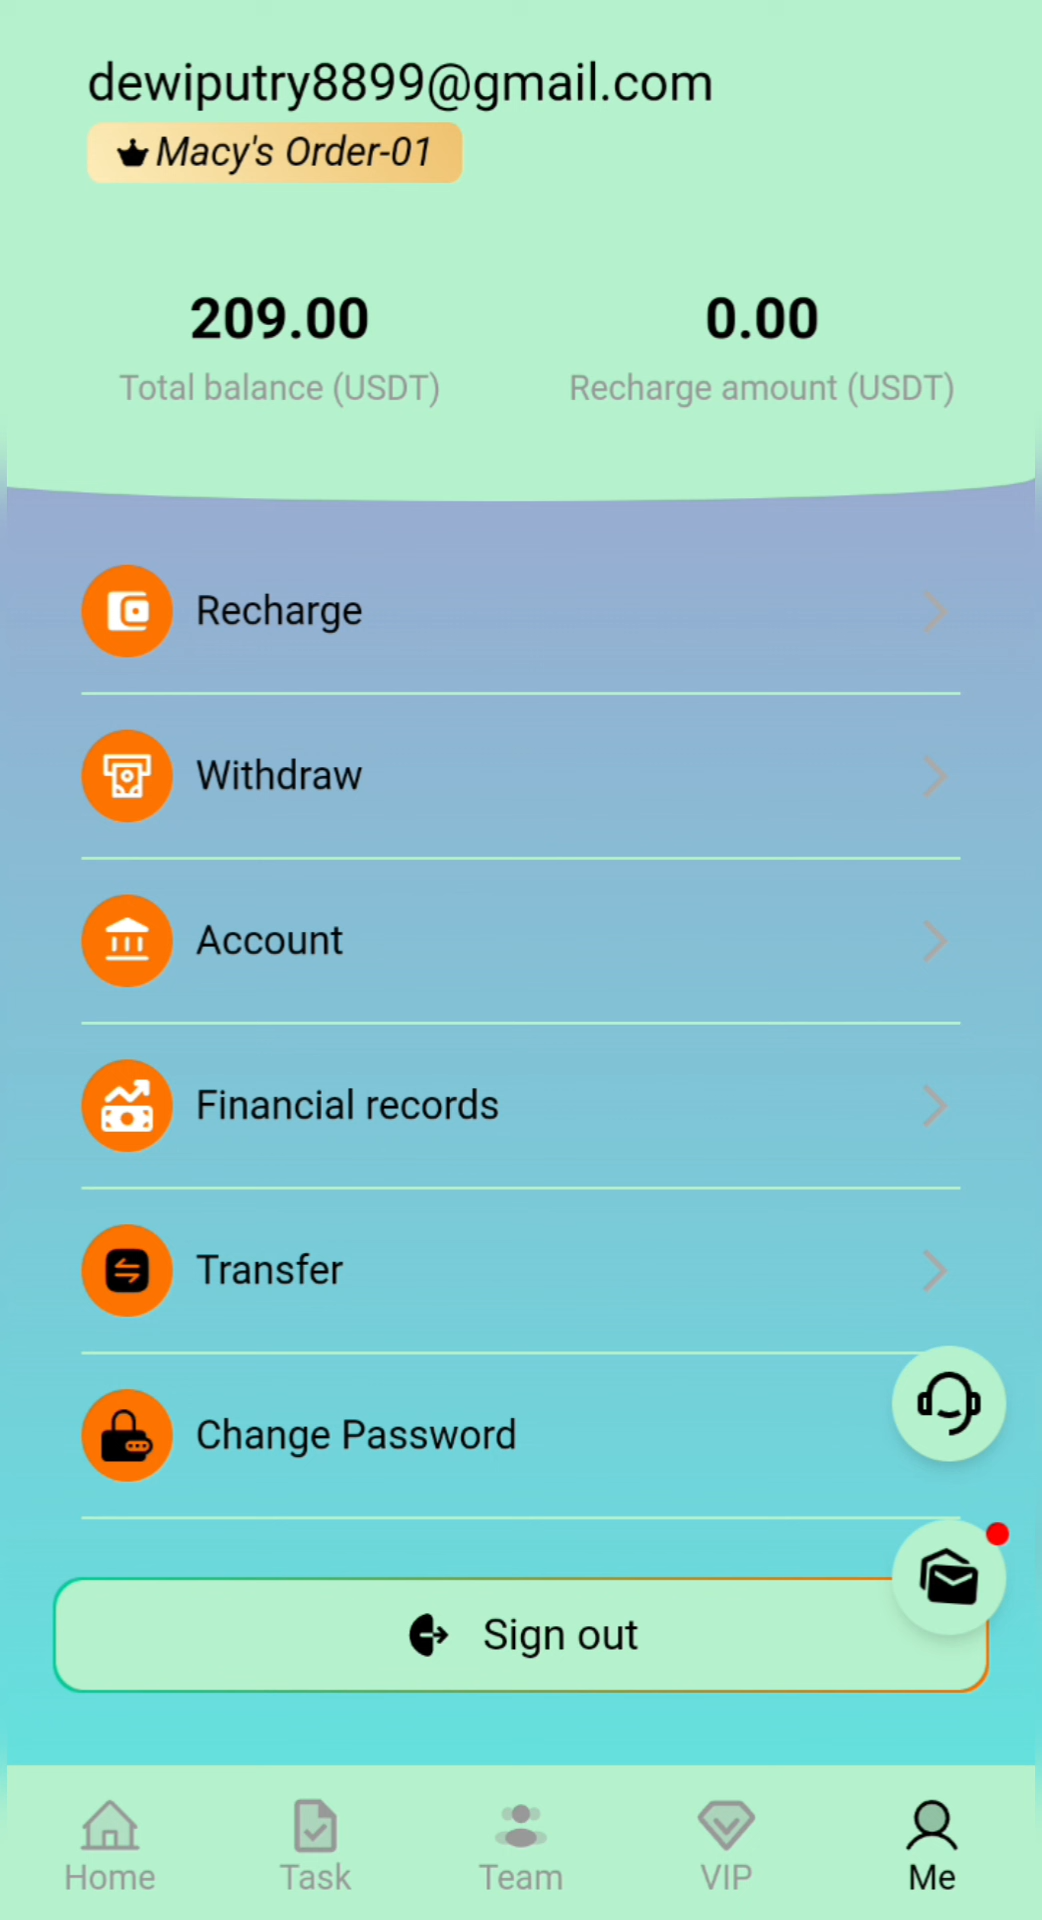 dewiputry8899@gmail.com
Macy's Order-01
209.00 0.00
Total balance (USDT) Recharge amount (USDT)
Recharge
Withdraw
Account
Financial records
Transfer
Change Password
Sign out
Home Task Team VIP Me